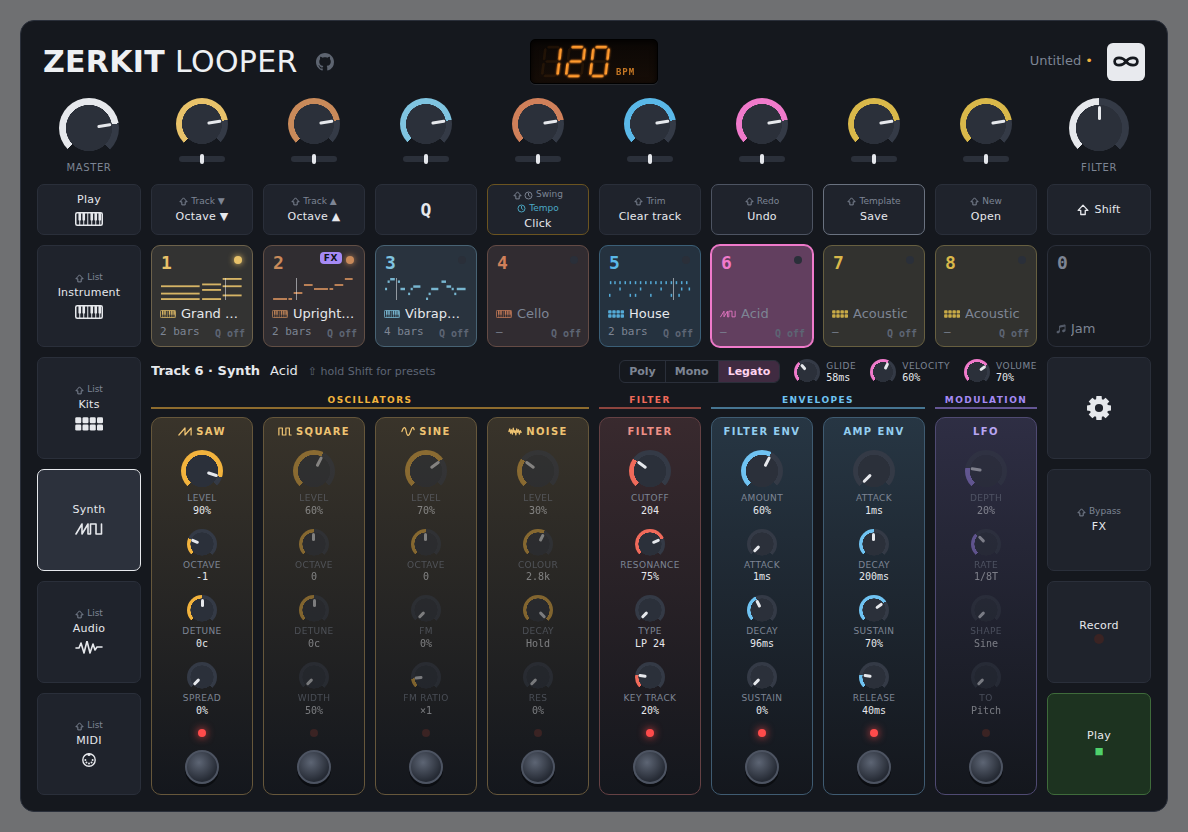 ZERKIT LOOPER
120 BPM
Untitled •
MASTER
FILTER
Play
Track ▼
Octave ▼
Track ▲
Octave ▲
Q
Swing
Tempo
Click
Trim
Clear track
Redo
Undo
Template
Save
New
Open
Shift
List
Instrument
1
Grand ...
2 bars
Q off
2
FX
Upright...
2 bars
Q off
3
Vibrap...
4 bars
Q off
4
Cello
—
Q off
5
House
2 bars
Q off
6
Acid
—
Q off
7
Acoustic
—
Q off
8
Acoustic
—
Q off
0
Jam
List
Kits
Track 6 · Synth Acid ⇧ hold Shift for presets
Poly Mono Legato
GLIDE
58ms
VELOCITY
60%
VOLUME
70%
OSCILLATORS
FILTER
ENVELOPES
MODULATION
SAW
LEVEL
90%
OCTAVE
-1
DETUNE
0c
SPREAD
0%
SQUARE
LEVEL
60%
OCTAVE
0
DETUNE
0c
WIDTH
50%
SINE
LEVEL
70%
OCTAVE
0
FM
0%
FM RATIO
×1
NOISE
LEVEL
30%
COLOUR
2.8k
DECAY
Hold
RES
0%
FILTER
CUTOFF
204
RESONANCE
75%
TYPE
LP 24
KEY TRACK
20%
FILTER ENV
AMOUNT
60%
ATTACK
1ms
DECAY
96ms
SUSTAIN
0%
AMP ENV
ATTACK
1ms
DECAY
200ms
SUSTAIN
70%
RELEASE
40ms
LFO
DEPTH
20%
RATE
1/8T
SHAPE
Sine
TO
Pitch
Synth
List
Audio
List
MIDI
Bypass
FX
Record
Play